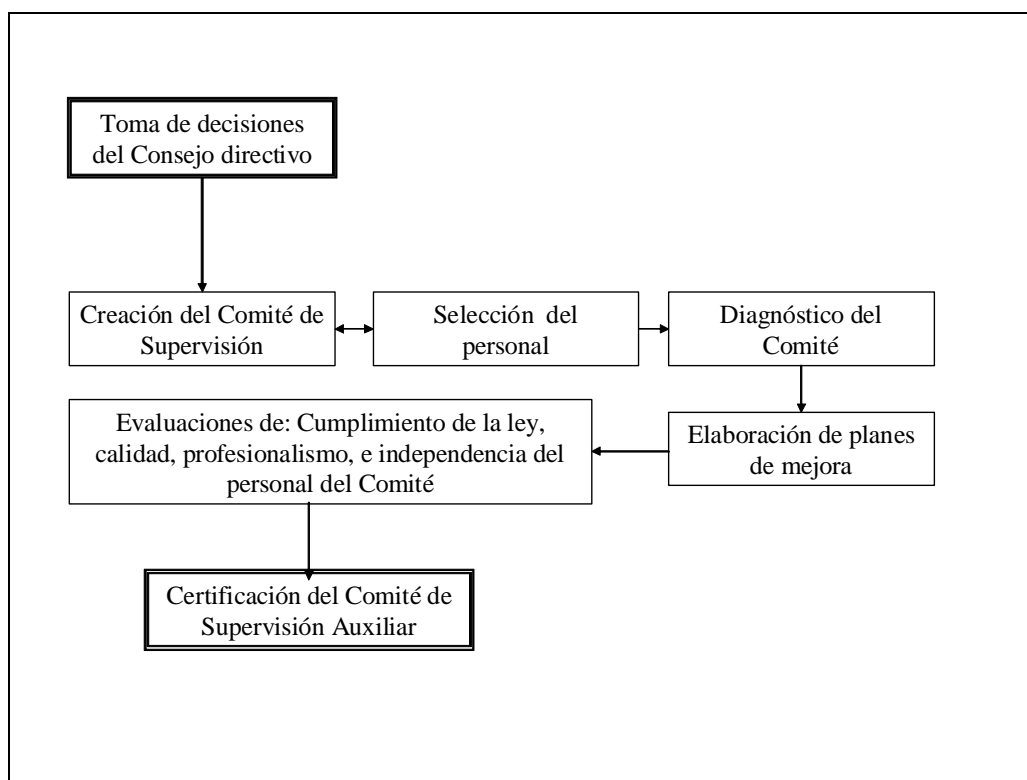 Toma de decisiones
del Consejo directivo
Creación del Comité de
Supervisión
Selección del
personal
Diagnóstico del
Comité
Elaboración de planes
de mejora
Evaluaciones de: Cumplimiento de la ley,
calidad, profesionalismo, e independencia del
personal del Comité
Certificación del Comité de
Supervisión Auxiliar